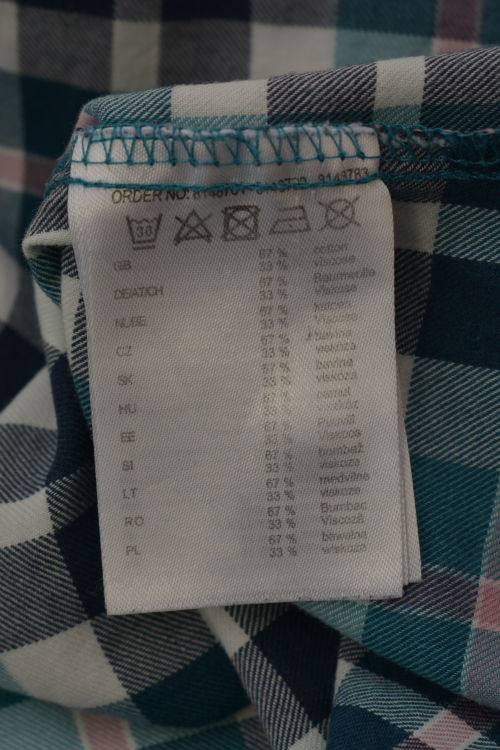 ORDER NO.: 9149783
30
GB 67 % cotton
33 % viscose
DE/AT/CH 67 % Baumwolle
33 % Viskose
NL/BE 67 % katoen
33 % viscose
CZ 67 % bavlna
33 % viskóza
SK 67 % bavlna
33 % viskóza
HU 67 % pamut
33 % viszkóz
EE 67 % Puuvill
33 % Viskoos
SI 67 % bombaž
33 % viskoza
LT 67 % medvilnė
33 % viskozė
RO 67 % Bumbac
33 % Viscoză
PL 67 % bawełna
33 % wiskoza